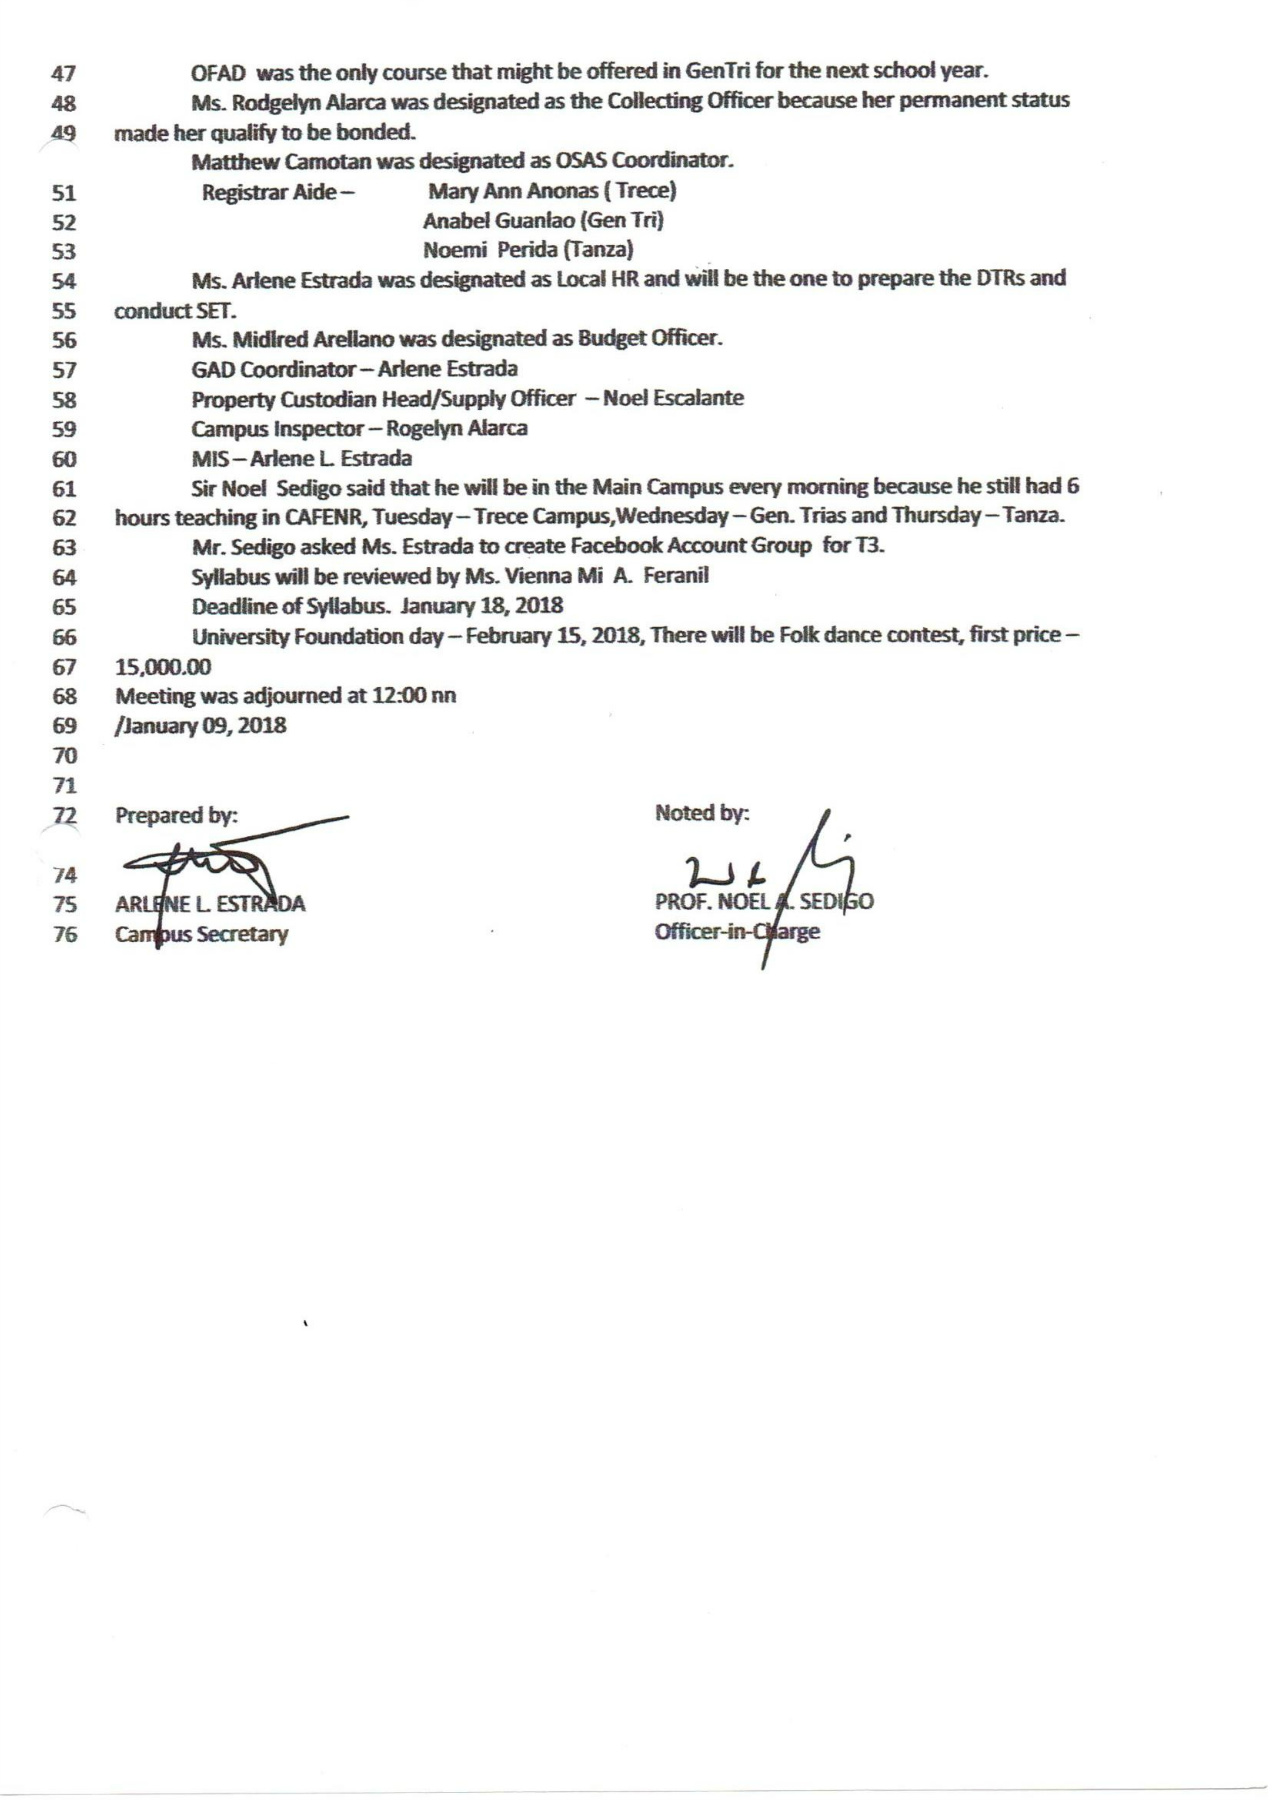 47 OFAD was the only course that might be offered in GenTri for the next school year.
48 Ms. Rodgelyn Alarca was designated as the Collecting Officer because her permanent status
49 made her qualify to be bonded.
Matthew Camotan was designated as OSAS Coordinator.
51 Registrar Aide – Mary Ann Anonas ( Trece)
52 Anabel Guanlao (Gen Tri)
53 Noemi Perida (Tanza)
54 Ms. Arlene Estrada was designated as Local HR and will be the one to prepare the DTRs and
55 conduct SET.
56 Ms. Midlred Arellano was designated as Budget Officer.
57 GAD Coordinator – Arlene Estrada
58 Property Custodian Head/Supply Officer – Noel Escalante
59 Campus Inspector – Rogelyn Alarca
60 MIS – Arlene L. Estrada
61 Sir Noel Sedigo said that he will be in the Main Campus every morning because he still had 6
62 hours teaching in CAFENR, Tuesday – Trece Campus,Wednesday – Gen. Trias and Thursday – Tanza.
63 Mr. Sedigo asked Ms. Estrada to create Facebook Account Group for T3.
64 Syllabus will be reviewed by Ms. Vienna Mi A. Feranil
65 Deadline of Syllabus. January 18, 2018
66 University Foundation day – February 15, 2018, There will be Folk dance contest, first price –
67 15,000.00
68 Meeting was adjourned at 12:00 nn
69 /January 09, 2018
70
71
72 Prepared by: Noted by:
74
75 ARLENE L. ESTRADA PROF. NOEL A. SEDIGO
76 Campus Secretary Officer-in-Charge